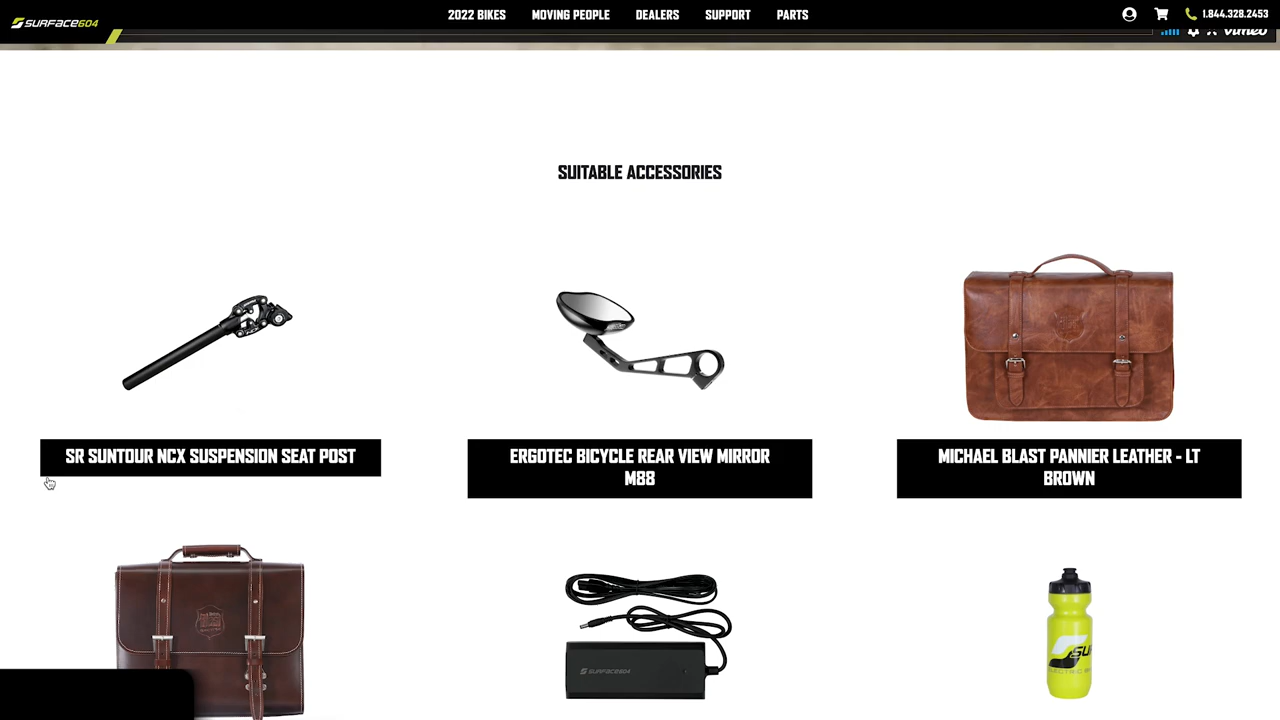 SURFACE604
2022 BIKES MOVING PEOPLE DEALERS SUPPORT PARTS
1.844.328.2453
vimeo
SUITABLE ACCESSORIES
SR SUNTOUR NCX SUSPENSION SEAT POST
ERGOTEC BICYCLE REAR VIEW MIRROR
M88
MICHAEL BLAST PANNIER LEATHER - LT
BROWN
SURFACE604